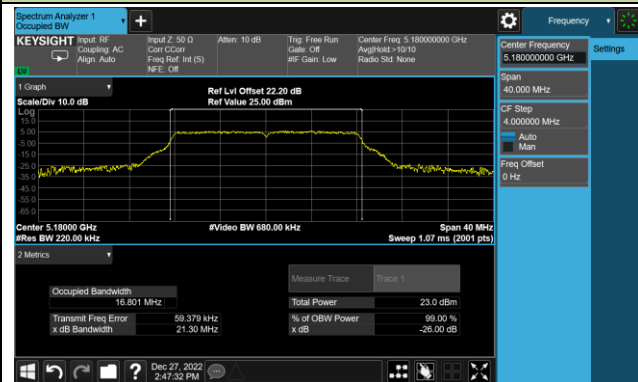 Spectrum Analyzer 1
Occupied BW
Frequency
KEYSIGHT
Input: RF
Coupling: AC
Align: Auto
Input Z: 50 Ω
Corr CCorr
Freq Ref: Int (S)
NFE: Off
Atten: 10 dB
Trig: Free Run
Gate: Off
#IF Gain: Low
Center Freq: 5.180000000 GHz
Avg|Hold:>10/10
Radio Std: None
LXI
Center Frequency
5.180000000 GHz
Settings
Span
40.000 MHz
CF Step
4.000000 MHz
Auto
Man
Freq Offset
0 Hz
1 Graph
Scale/Div 10.0 dB
Ref Lvl Offset 22.20 dB
Ref Value 25.00 dBm
Log
15.0
5.00
-5.00
-15.0
-25.0
-35.0
-45.0
-55.0
-65.0
Center 5.18000 GHz
#Res BW 220.00 kHz
#Video BW 680.00 kHz
Span 40 MHz
Sweep 1.07 ms (2001 pts)
2 Metrics
Measure Trace
Trace 1
Occupied Bandwidth
16.801 MHz
Total Power
23.0 dBm
Transmit Freq Error
59.379 kHz
% of OBW Power
99.00 %
x dB Bandwidth
21.30 MHz
x dB
-26.00 dB
Dec 27, 2022
2:47:32 PM